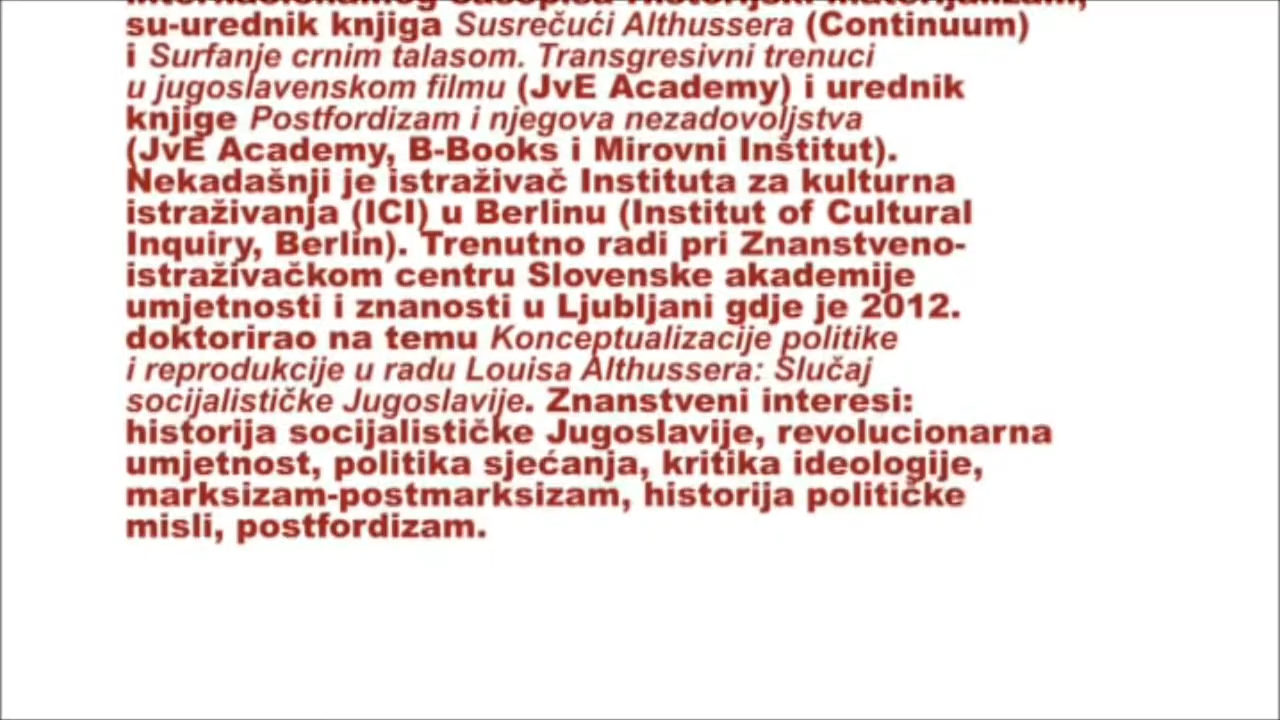 su-urednik knjiga Susrečući Althussera (Continuum)
i Surfanje crnim talasom. Transgresivni trenuci
u jugoslavenskom filmu (JvE Academy) i urednik
knjige Postfordizam i njegova nezadovoljstva
(JvE Academy, B-Books i Mirovni Inštitut).
Nekadašnji je istraživač Instituta za kulturna
istraživanja (ICI) u Berlinu (Institut of Cultural
Inquiry, Berlin). Trenutno radi pri Znanstveno-
istraživačkom centru Slovenske akademije
umjetnosti i znanosti u Ljubljani gdje je 2012.
doktorirao na temu Konceptualizacije politike
i reprodukcije u radu Louisa Althussera: Slučaj
socijalističke Jugoslavije. Znanstveni interesi:
historija socijalističke Jugoslavije, revolucionarna
umjetnost, politika sjećanja, kritika ideologije,
marksizam-postmarksizam, historija političke
misli, postfordizam.